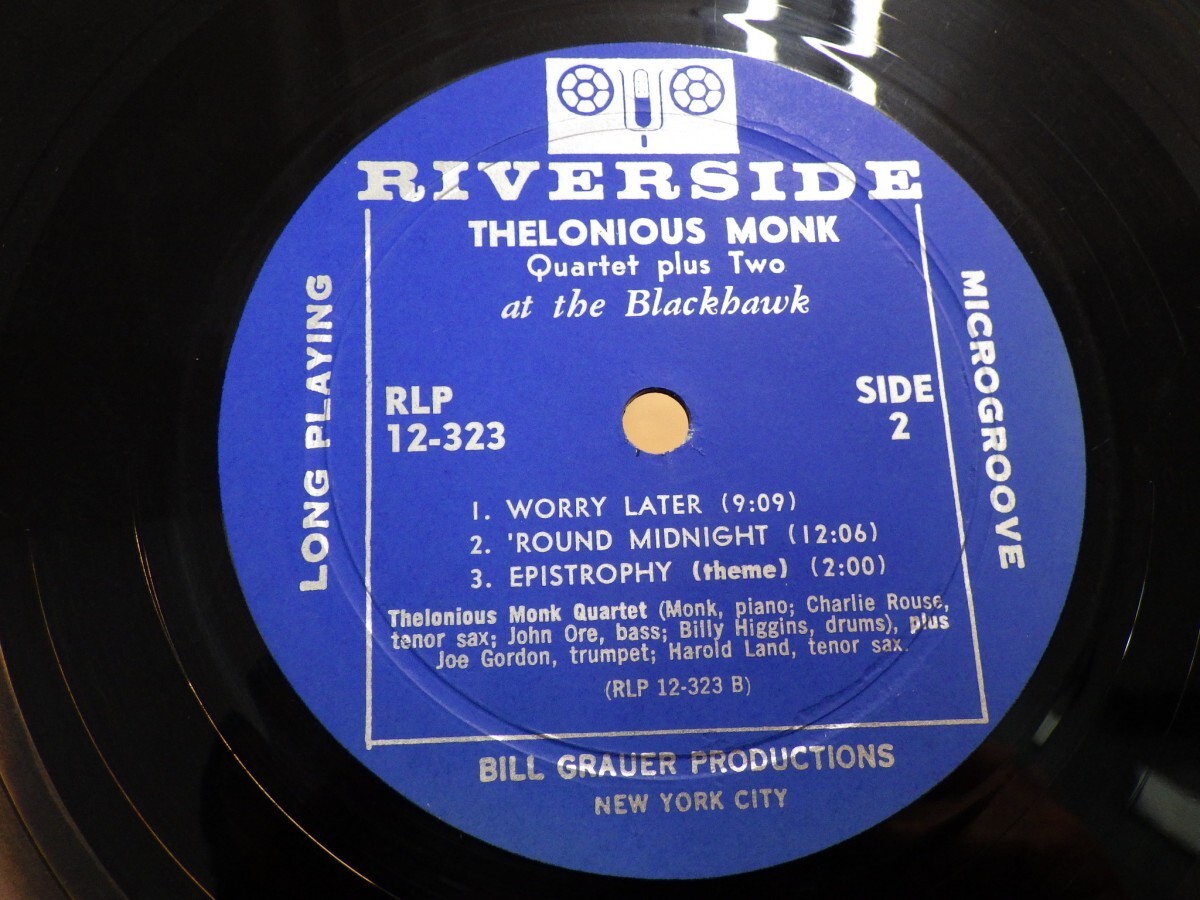 RIVERSIDE
THELONIOUS MONK
Quartet plus Two
at the Blackhawk
LONG PLAYING
MICROGROOVE
RLP
12-323
SIDE
2
1. WORRY LATER (9:09)
2. 'ROUND MIDNIGHT (12:06)
3. EPISTROPHY (theme) (2:00)
Thelonious Monk Quartet (Monk, piano; Charlie Rouse,
tenor sax; John Ore, bass; Billy Higgins, drums), plus
Joe Gordon, trumpet; Harold Land, tenor sax.
(RLP 12-323 B)
BILL GRAUER PRODUCTIONS
NEW YORK CITY